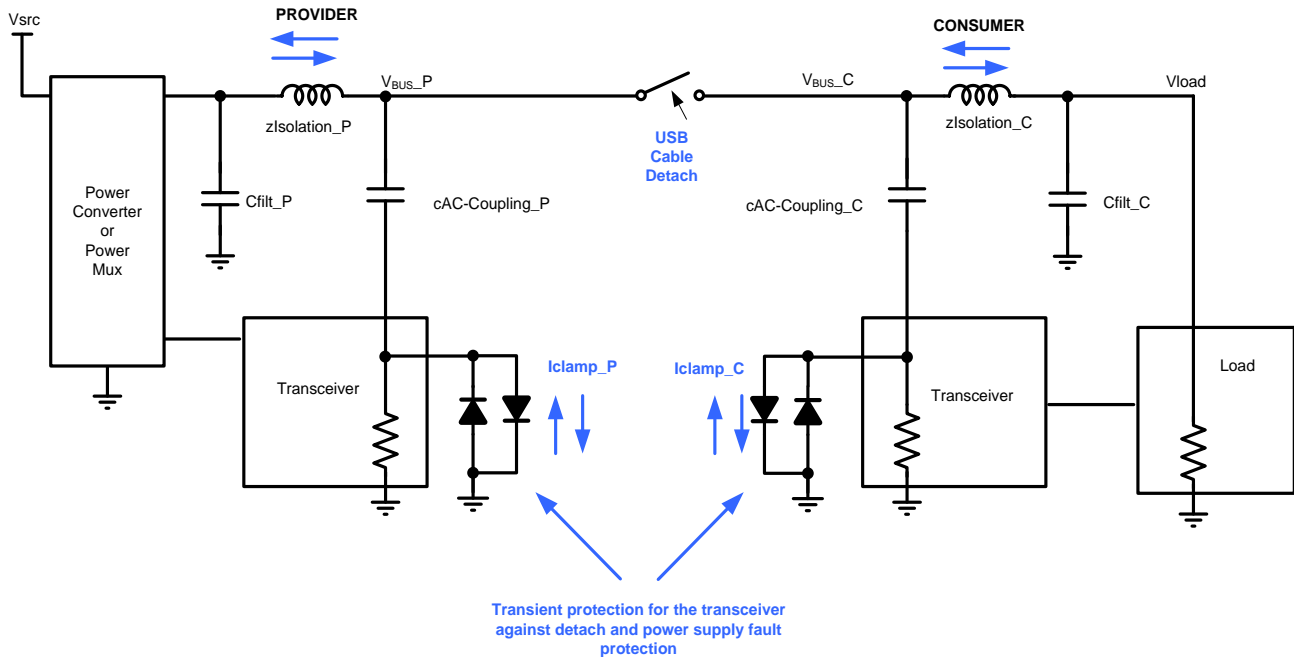 Vsrc
PROVIDER
CONSUMER
VBUS_P
VBUS_C
Vload
zIsolation_P
zIsolation_C
USB
Cable
Detach
Power
Converter
or
Power
Mux
Cfilt_P
cAC-Coupling_P
cAC-Coupling_C
Cfilt_C
Transceiver
Iclamp_P
Iclamp_C
Transceiver
Load
Transient protection for the transceiver
against detach and power supply fault
protection